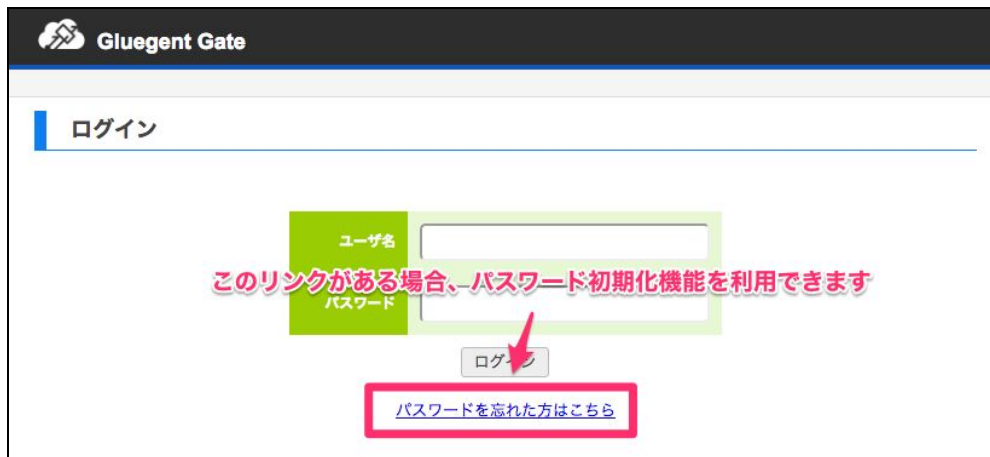 Gluegent Gate
ログイン
ユーザ名
このリンクがある場合、パスワード初期化機能を利用できます
パスワード
ログイン
パスワードを忘れた方はこちら